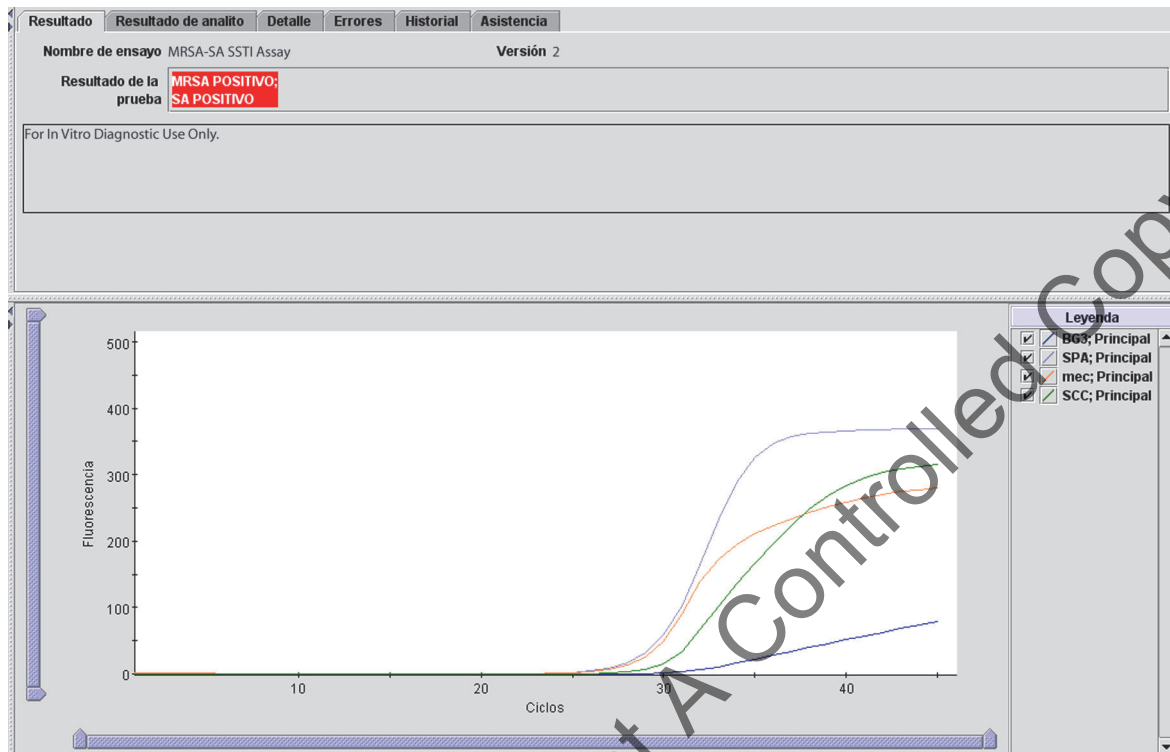 Resultado Resultado de analito Detalle Errores Historial Asistencia
Nombre de ensayo MRSA-SA SSTI Assay Versión 2
Resultado de la prueba
MRSA POSITIVO;
SA POSITIVO
For In Vitro Diagnostic Use Only.
Leyenda
BG3; Principal
SPA; Principal
mec; Principal
SCC; Principal
500
400
300
200
100
0
Fluorescencia
10 20 30 40
Ciclos
t A Controlled Copy